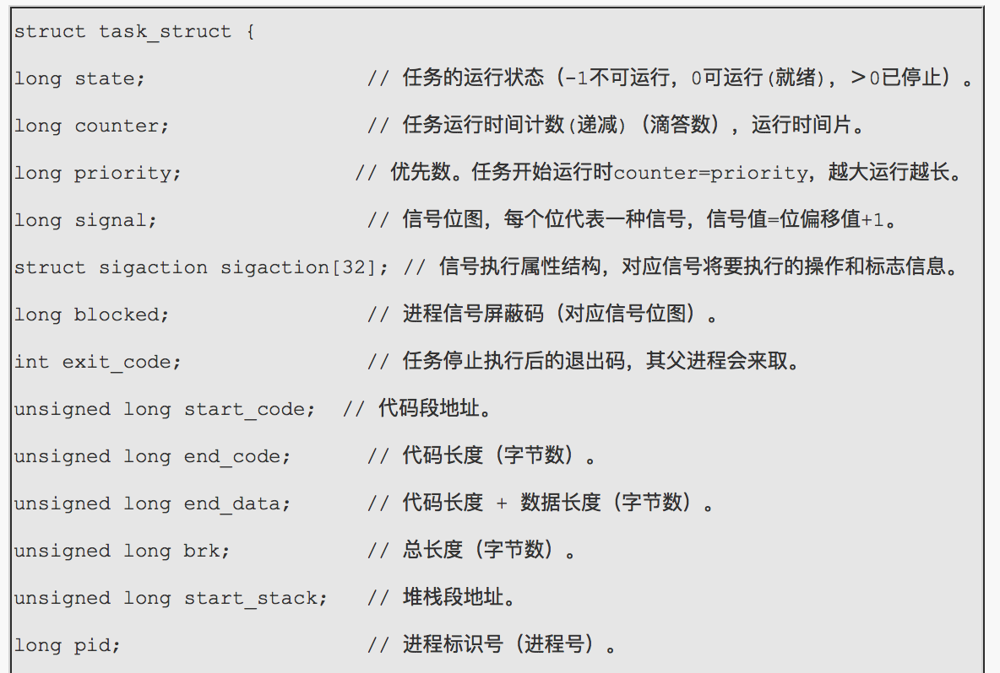 struct task_struct {
long state; // 任务的运行状态（-1不可运行，0可运行(就绪)，＞0已停止）。
long counter; // 任务运行时间计数(递减)（滴答数），运行时间片。
long priority; // 优先数。任务开始运行时counter=priority，越大运行越长。
long signal; // 信号位图，每个位代表一种信号，信号值=位偏移值+1。
struct sigaction sigaction[32]; // 信号执行属性结构，对应信号将要执行的操作和标志信息。
long blocked; // 进程信号屏蔽码（对应信号位图）。
int exit_code; // 任务停止执行后的退出码，其父进程会来取。
unsigned long start_code; // 代码段地址。
unsigned long end_code; // 代码长度（字节数）。
unsigned long end_data; // 代码长度 + 数据长度（字节数）。
unsigned long brk; // 总长度（字节数）。
unsigned long start_stack; // 堆栈段地址。
long pid; // 进程标识号（进程号）。